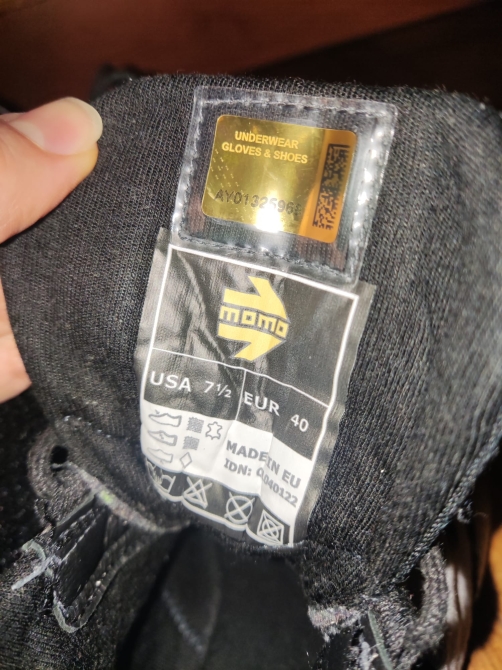 UNDERWEAR
GLOVES & SHOES
momo
USA 7½ EUR 40
MADE IN EU